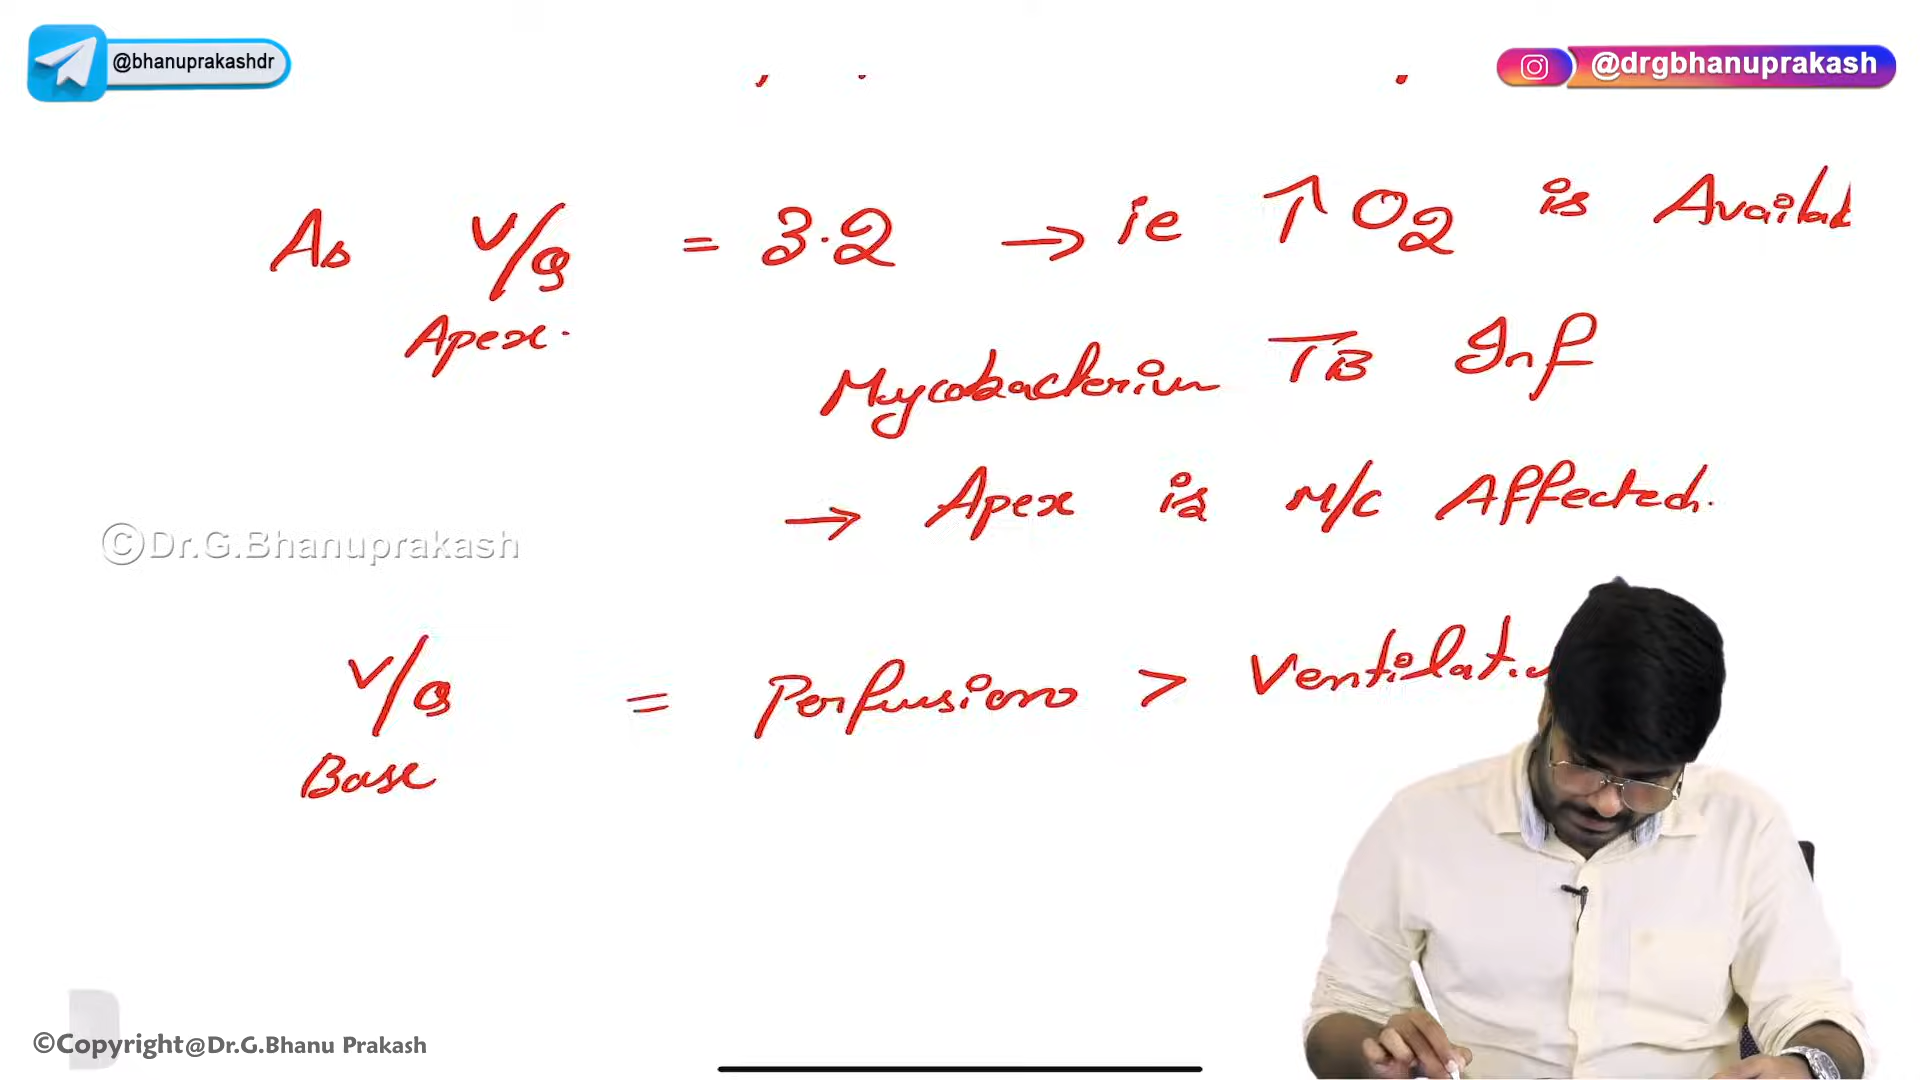 @bhanuprakashdr
@drgbhanuprakash
As V/Q = 3.2 → ie ↑ O2 is Availab
Apex.
Mycobacterium TB Inf
→ Apex is M/C Affected.
©Dr.G.Bhanuprakash
V/Q = Perfusion > Ventilatio
Base
©Copyright@Dr.G.Bhanu Prakash